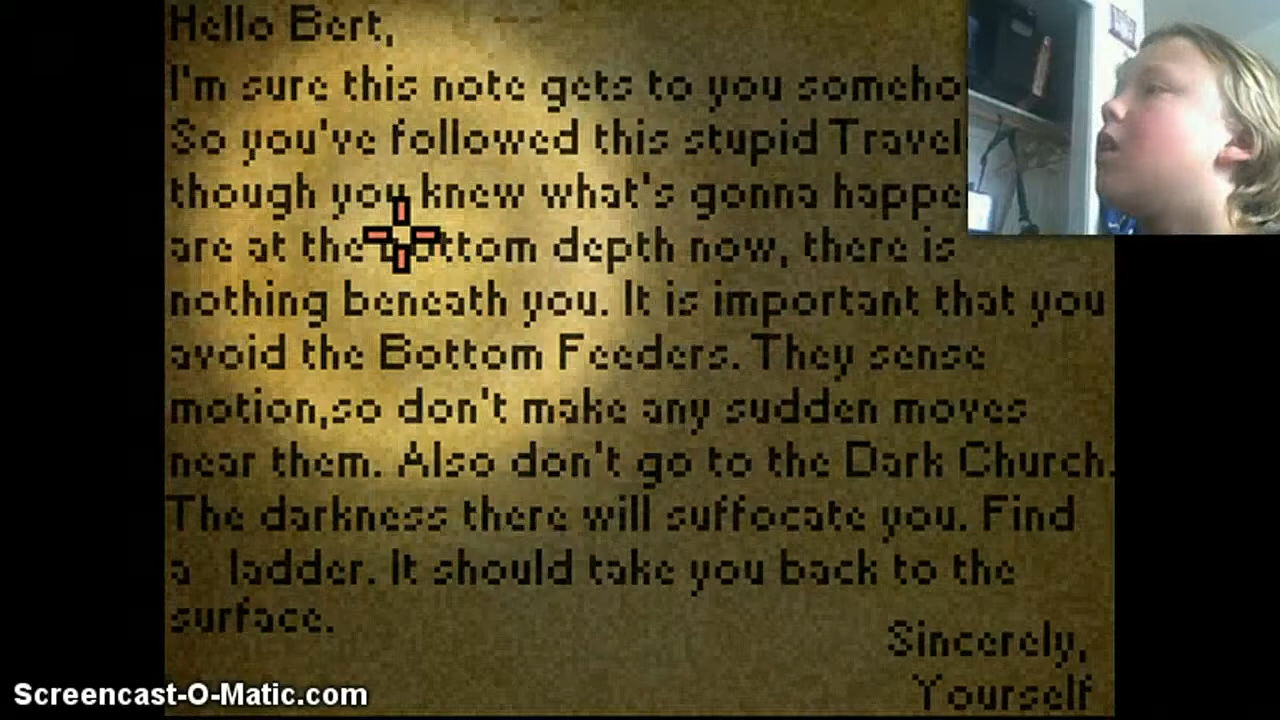 Hello Bert,
I'm sure this note gets to you
So you've followed this stupid
though you knew what's gonna
are at the bottom depth now, there is
nothing beneath you. It is important that you
avoid the Bottom Feeders. They sense
motion,so don't make any sudden moves
near them. Also don't go to the Dark Church.
The darkness there will suffocate you. Find
a ladder. It should take you back to the
surface.
Sincerely,
Yourself
Screencast-O-Matic.com